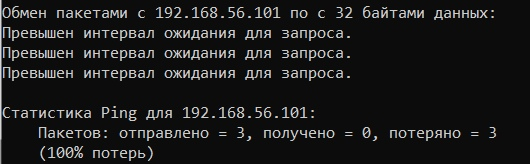 Обмен пакетами с 192.168.56.101 по с 32 байтами данных:
Превышен интервал ожидания для запроса.
Превышен интервал ожидания для запроса.
Превышен интервал ожидания для запроса.
Статистика Ping для 192.168.56.101:
Пакетов: отправлено = 3, получено = 0, потеряно = 3
(100% потерь)